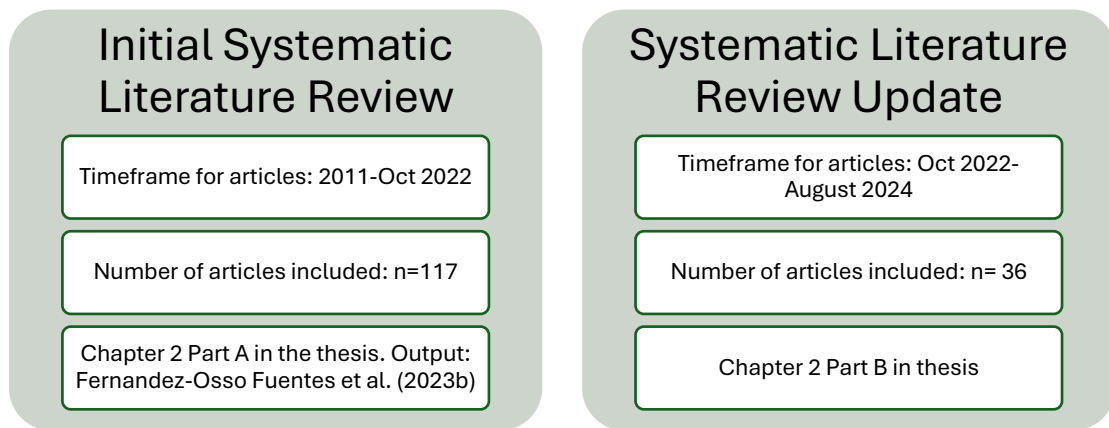 Initial Systematic
Literature Review
Timeframe for articles: 2011-Oct 2022
Number of articles included: n=117
Chapter 2 Part A in the thesis. Output:
Fernandez-Osso Fuentes et al. (2023b)
Systematic Literature
Review Update
Timeframe for articles: Oct 2022-
August 2024
Number of articles included: n= 36
Chapter 2 Part B in thesis